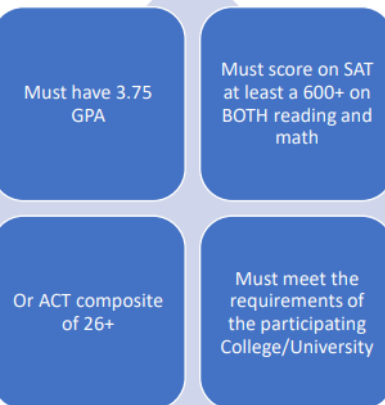 Must have 3.75
GPA
Must score on SAT
at least a 600+ on
BOTH reading and
math
Or ACT composite
of 26+
Must meet the
requirements of
the participating
College/University